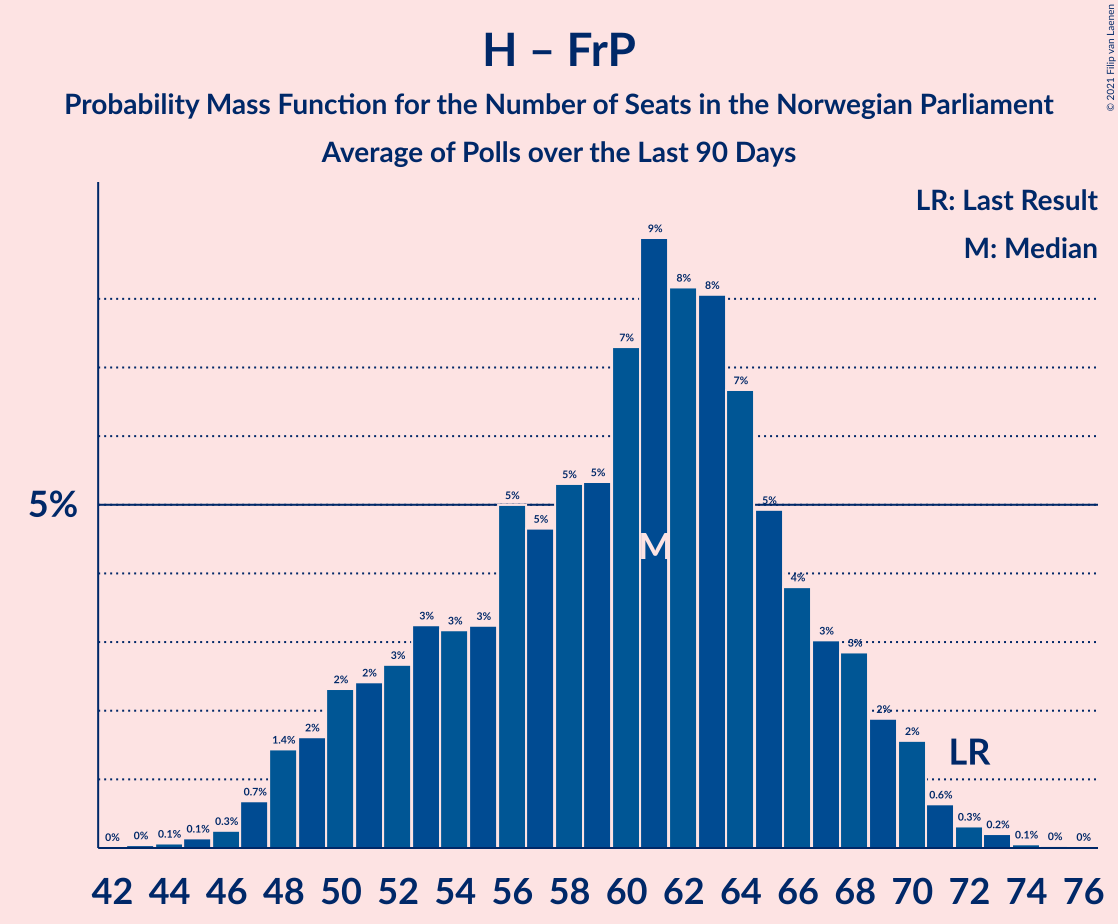 H – FrP
Probability Mass Function for the Number of Seats in the Norwegian Parliament
Average of Polls over the Last 90 Days
© 2021 Filip van Laenen
LR: Last Result
M: Median
5%
0% 0% 0.1% 0.1% 0.3% 0.7% 1.4% 2% 2% 2% 3% 3% 3% 3% 5% 5% 5% 5% 7% 9% 8% 8% 7% 5% 4% 3% 3% 2% 2% 0.6% 0.3% 0.2% 0.1% 0% 0%
M
LR
42 44 46 48 50 52 54 56 58 60 62 64 66 68 70 72 74 76